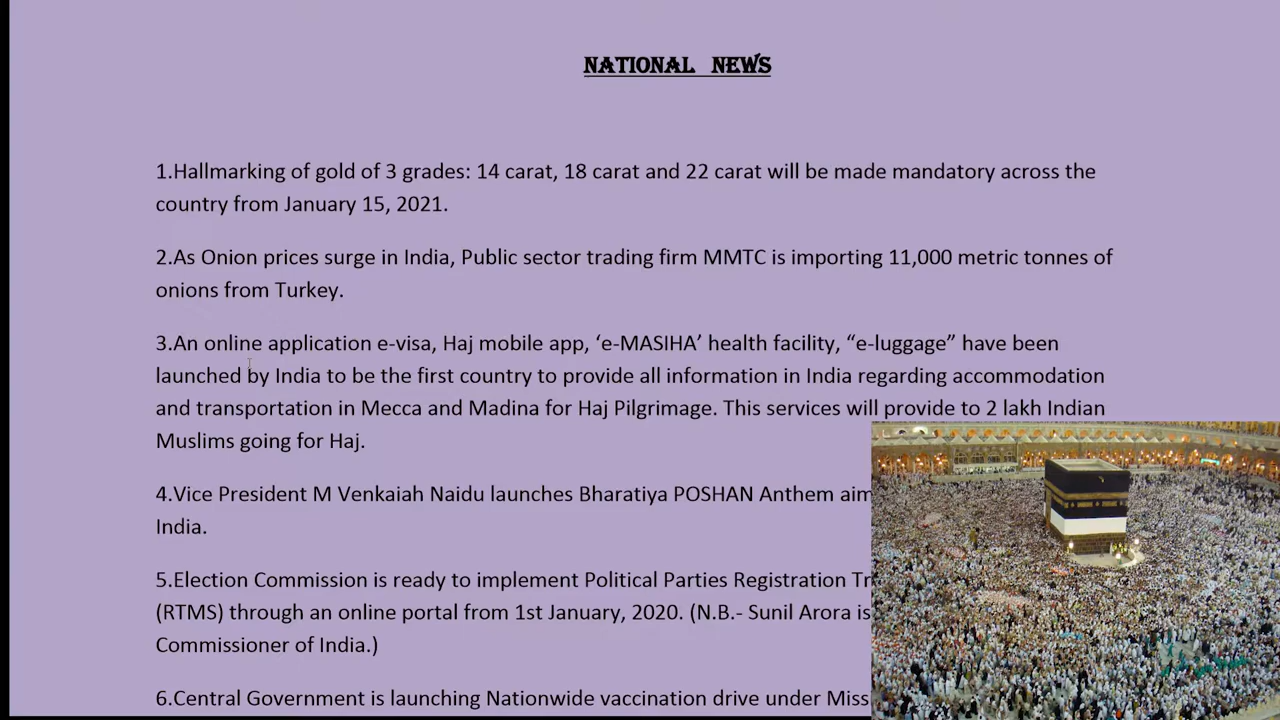 NATIONAL NEWS
1.Hallmarking of gold of 3 grades: 14 carat, 18 carat and 22 carat will be made mandatory across the
country from January 15, 2021.
2.As Onion prices surge in India, Public sector trading firm MMTC is importing 11,000 metric tonnes of
onions from Turkey.
3.An online application e-visa, Haj mobile app, ‘e-MASIHA’ health facility, “e-luggage” have been
launched by India to be the first country to provide all information in India regarding accommodation
and transportation in Mecca and Madina for Haj Pilgrimage. This services will provide to 2 lakh Indian
Muslims going for Haj.
4.Vice President M Venkaiah Naidu launches Bharatiya POSHAN Anthem
India.
5.Election Commission is ready to implement Political Parties Registration
(RTMS) through an online portal from 1st January, 2020. (N.B.- Sunil Arora is
Commissioner of India.)
6.Central Government is launching Nationwide vaccination drive under